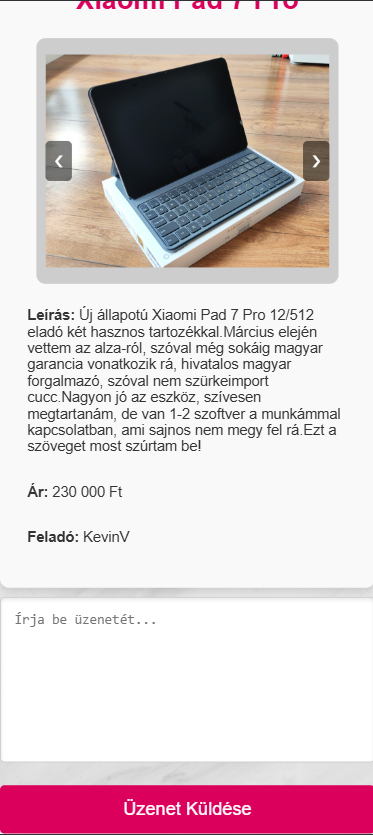 Xiaomi Pad 7 Pro
Leírás: Új állapotú Xiaomi Pad 7 Pro 12/512
eladó két hasznos tartozékkal.Március elején
vettem az alza-ról, szóval még sokáig magyar
garancia vonatkozik rá, hivatalos magyar
forgalmazó, szóval nem szürkeimport
cucc.Nagyon jó az eszköz, szívesen
megtartanám, de van 1-2 szoftver a munkámmal
kapcsolatban, ami sajnos nem megy fel rá.Ezt a
szöveget most szúrtam be!
Ár: 230 000 Ft
Feladó: KevinV
Írja be üzenetét...
Üzenet Küldése